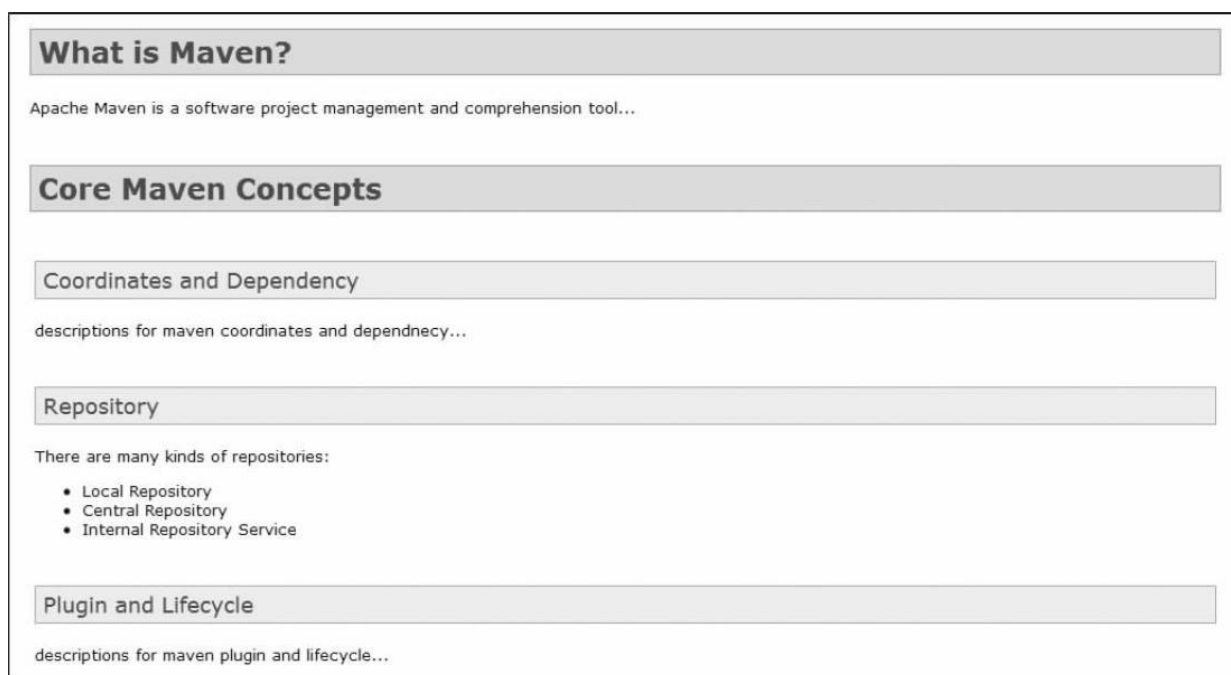 What is Maven?
Apache Maven is a software project management and comprehension tool...
Core Maven Concepts
Coordinates and Dependency
descriptions for maven coordinates and dependnecy...
Repository
There are many kinds of repositories:
• Local Repository
• Central Repository
• Internal Repository Service
Plugin and Lifecycle
descriptions for maven plugin and lifecycle...